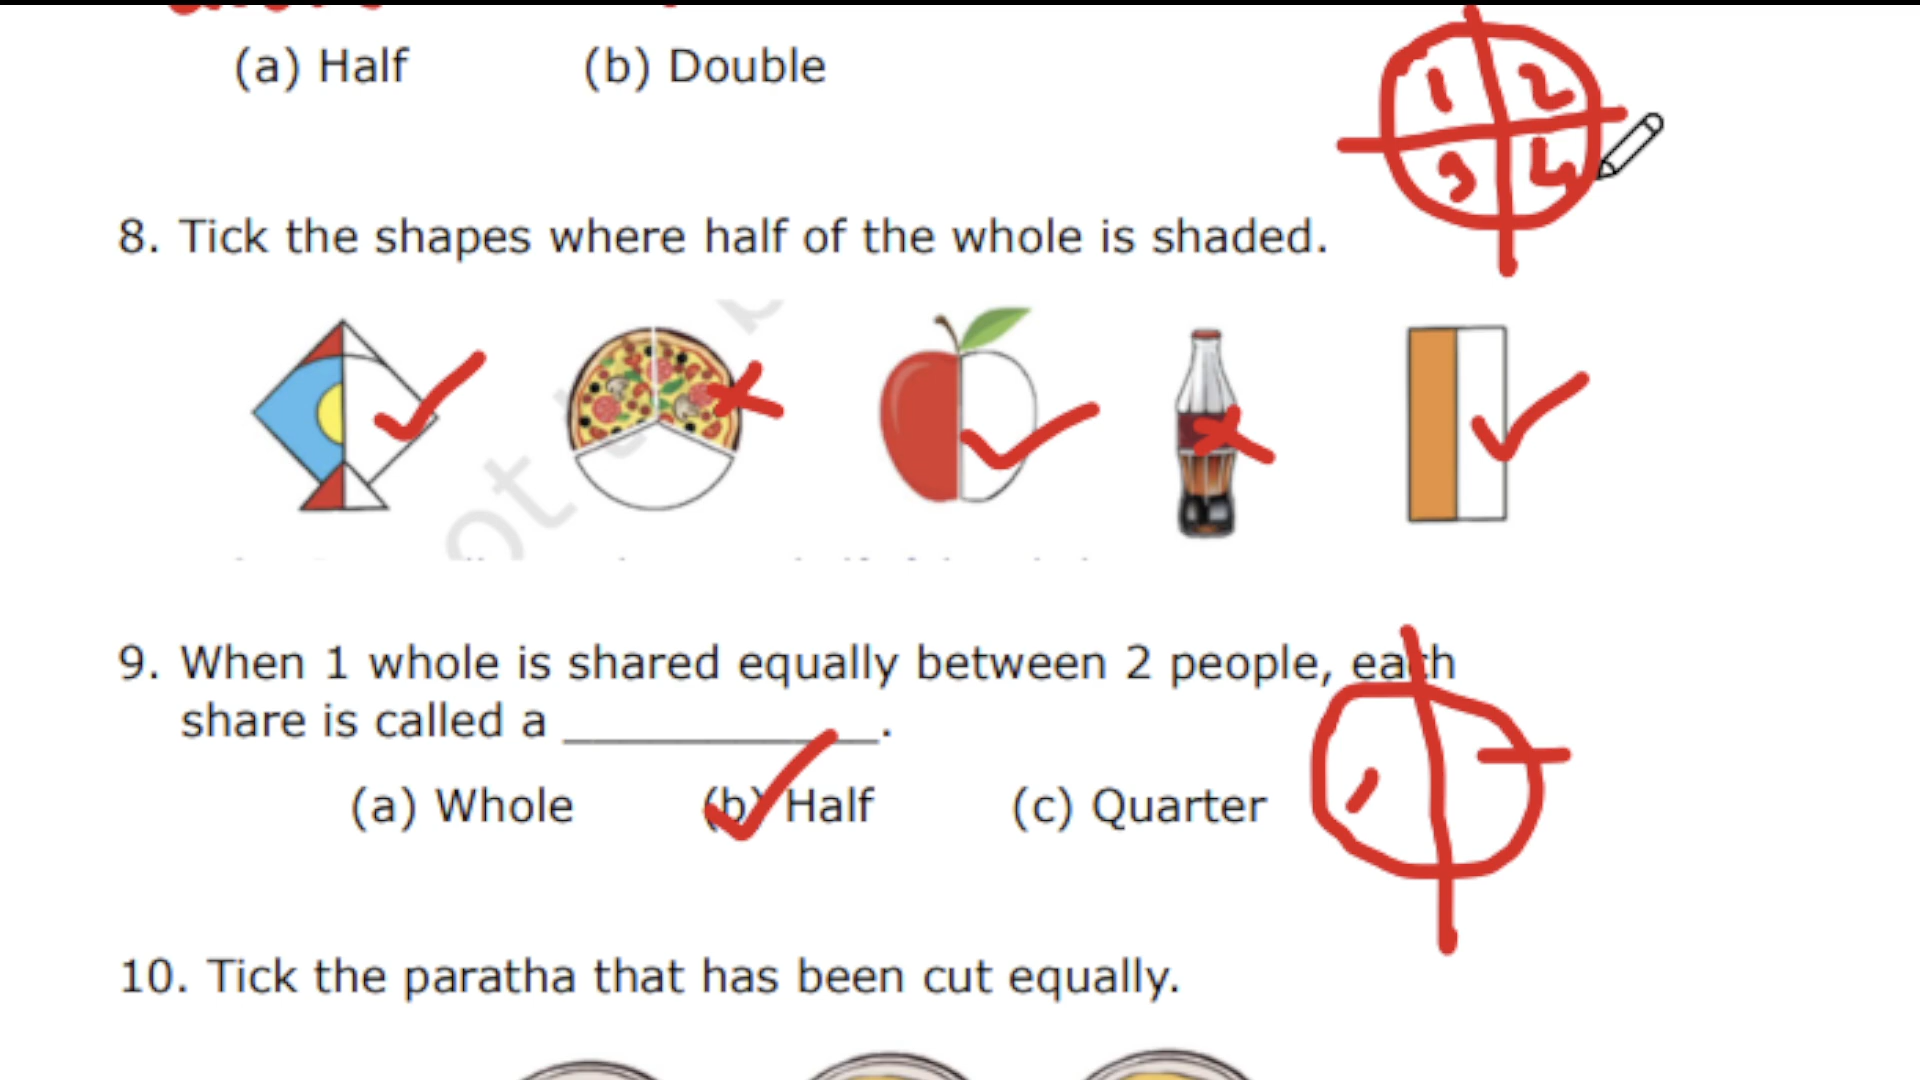 (a) Half (b) Double
1 2
3 4
8. Tick the shapes where half of the whole is shaded.
9. When 1 whole is shared equally between 2 people, each
share is called a ___________.
(a) Whole (b) Half (c) Quarter
10. Tick the paratha that has been cut equally.